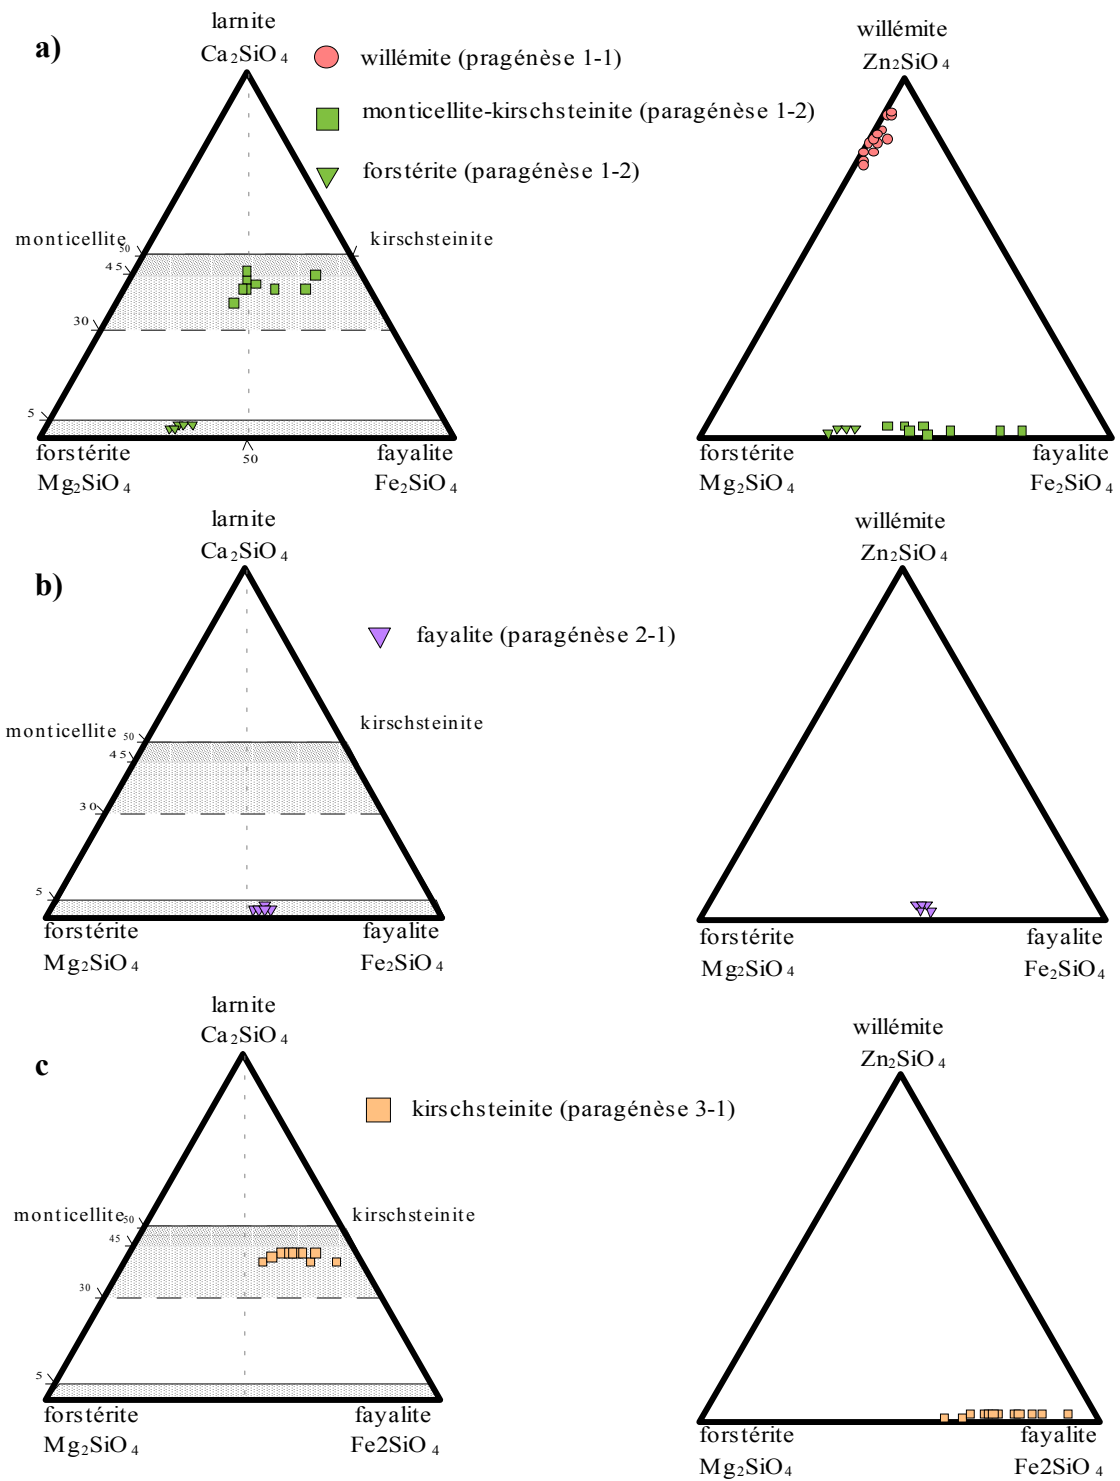 a)
larnite
Ca₂SiO₄
willémite (pragénèse 1-1)
monticellite-kirschsteinite (paragénèse 1-2)
forstérite (paragénèse 1-2)
willémite
Zn₂SiO₄
monticellite
kirschsteinite
50
45
30
5
50
forstérite
Mg₂SiO₄
fayalite
Fe₂SiO₄
forstérite
Mg₂SiO₄
fayalite
Fe₂SiO₄
b)
larnite
Ca₂SiO₄
fayalite (paragénèse 2-1)
willémite
Zn₂SiO₄
monticellite
kirschsteinite
50
45
30
5
forstérite
Mg₂SiO₄
fayalite
Fe₂SiO₄
forstérite
Mg₂SiO₄
fayalite
Fe₂SiO₄
c
larnite
Ca₂SiO₄
kirschsteinite (paragénèse 3-1)
willémite
Zn₂SiO₄
monticellite
kirschsteinite
50
45
30
5
forstérite
Mg₂SiO₄
fayalite
Fe2SiO₄
forstérite
Mg₂SiO₄
fayalite
Fe2SiO₄